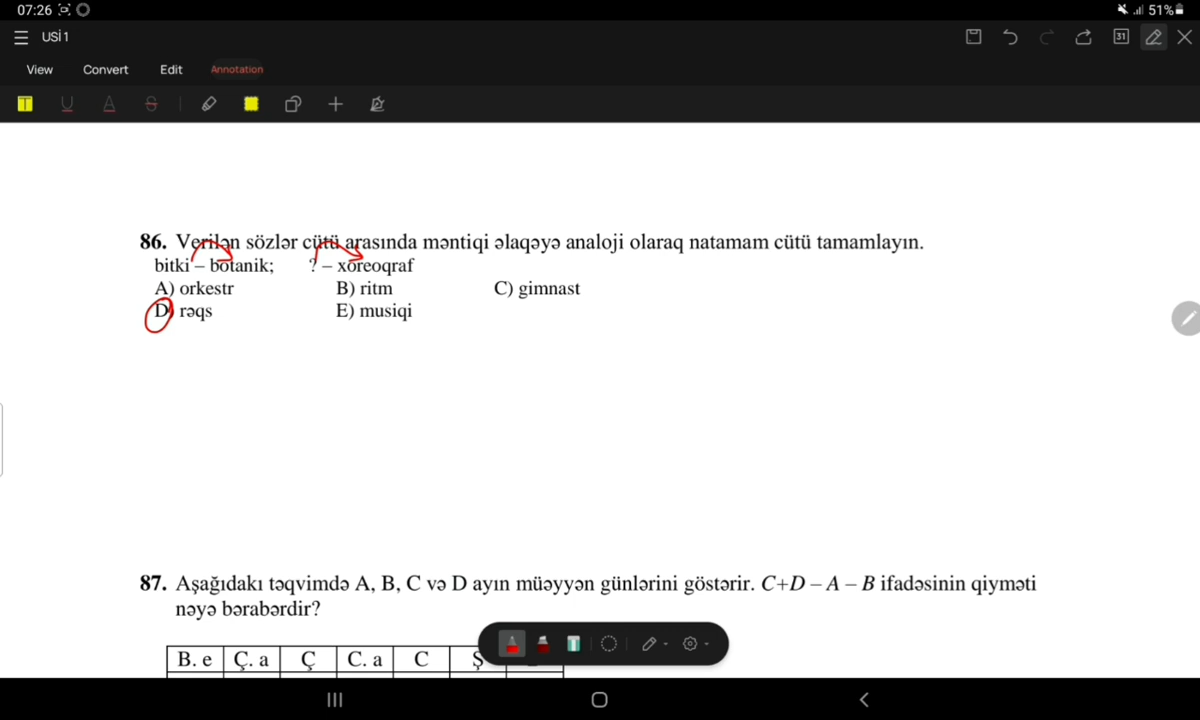 07:26 51%
USİ 1 31
View Convert Edit Annotation
T U A S
86. Verilən sözlər cütü arasında məntiqi əlaqəyə analoji olaraq natamam cütü tamamlayın.
bitki – botanik; ? – xoreoqraf
A) orkestr B) ritm C) gimnast
D) rəqs E) musiqi
87. Aşağıdakı təqvimdə A, B, C və D ayın müəyyən günlərini göstərir. C+D – A – B ifadəsinin qiyməti
nəyə bərabərdir?
B. e Ç. a Ç C. a C Ş